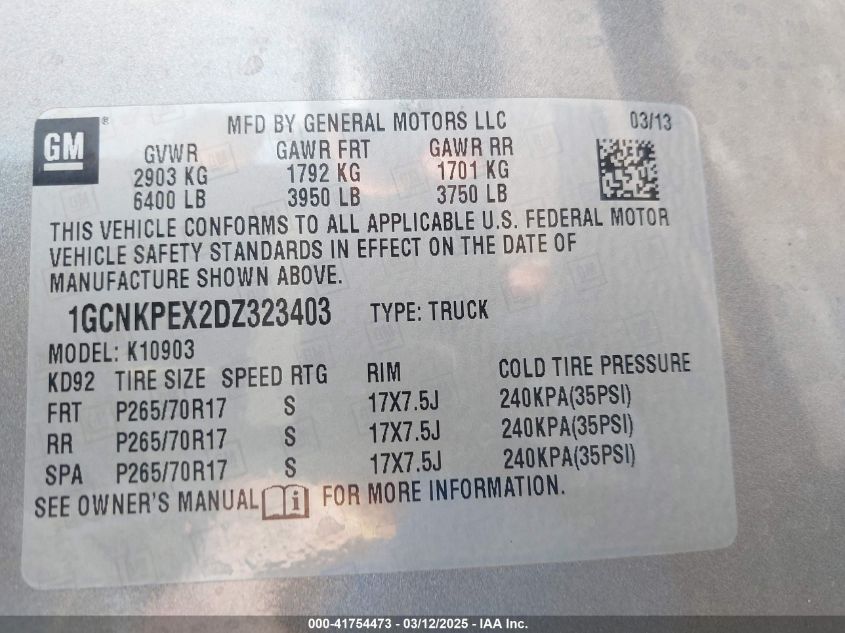 GM ®
MFD BY GENERAL MOTORS LLC 03/13
GVWR GAWR FRT GAWR RR
2903 KG 1792 KG 1701 KG
6400 LB 3950 LB 3750 LB
THIS VEHICLE CONFORMS TO ALL APPLICABLE U.S. FEDERAL MOTOR
VEHICLE SAFETY STANDARDS IN EFFECT ON THE DATE OF
MANUFACTURE SHOWN ABOVE.
1GCNKPEX2DZ323403 TYPE: TRUCK
MODEL: K10903
KD92 TIRE SIZE SPEED RTG RIM COLD TIRE PRESSURE
FRT P265/70R17 S 17X7.5J 240KPA(35PSI)
RR P265/70R17 S 17X7.5J 240KPA(35PSI)
SPA P265/70R17 S 17X7.5J 240KPA(35PSI)
SEE OWNER'S MANUAL i FOR MORE INFORMATION.
000-41754473 - 03/12/2025 - IAA Inc.